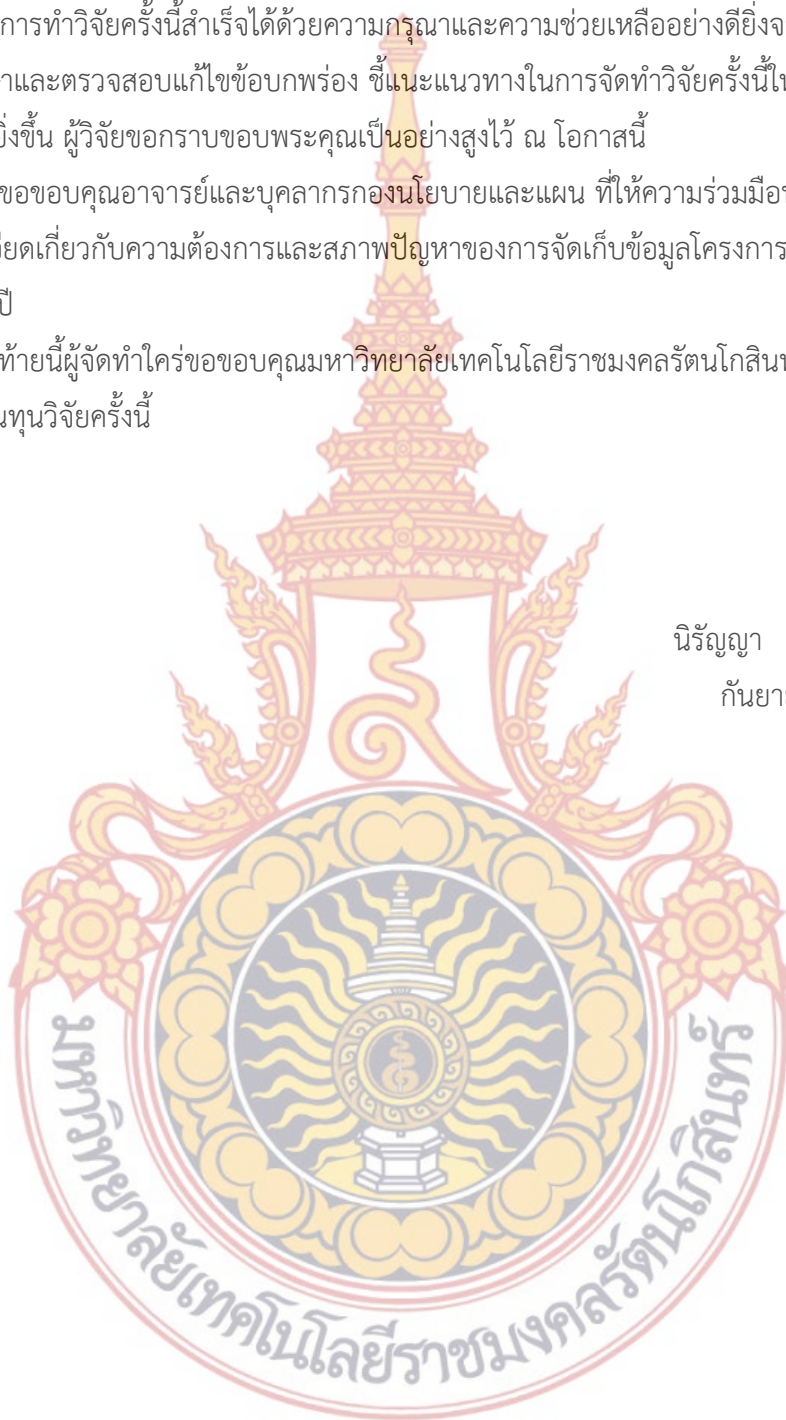 การทำวิจัยครั้งนี้สำเร็จได้ด้วยความกรุณาและความช่วยเหลืออย่างดียิ่งจ
และตรวจสอบแก้ไขข้อบกพร่อง ชี้แนะแนวทางในการจัดทำวิจัยครั้งนี้ให
ยิ่งขึ้น ผู้วิจัยขอกราบขอบพระคุณเป็นอย่างสูงไว้ ณ โอกาสนี้
ขอขอบคุณอาจารย์และบุคลากรกองนโยบายและแผน ที่ให้ความร่วมมือ
ียดเกี่ยวกับความต้องการและสภาพปัญหาของการจัดเก็บข้อมูลโครงการ
ปี
ท้ายนี้ผู้จัดทำใคร่ขอขอบคุณมหาวิทยาลัยเทคโนโลยีราชมงคลรัตนโกสินท
ทุนวิจัยครั้งนี้
นิรัญญา
กันยา
มหาวิทยาลัยเทคโนโลยีราชมงคลรัตนโกสินทร์